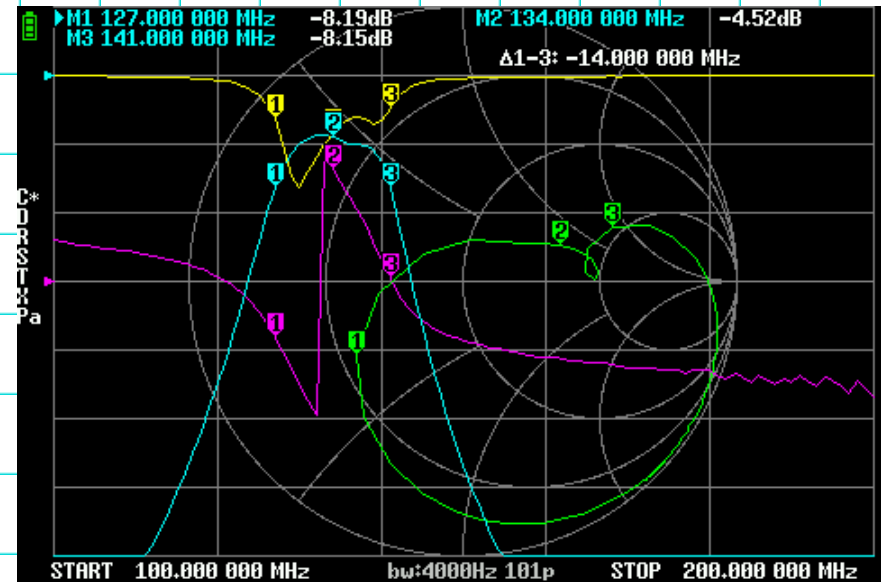 M1 127.000 000 MHz -8.19dB M2 134.000 000 MHz -4.52dB
M3 141.000 000 MHz -8.15dB
Δ1-3: -14.000 000 MHz
1
3
2
1
2
3
2
3
3
2
1
1
C*
D
R
S
T
X
Pa
START 100.000 000 MHz bw:4000Hz 101p STOP 200.000 000 MHz